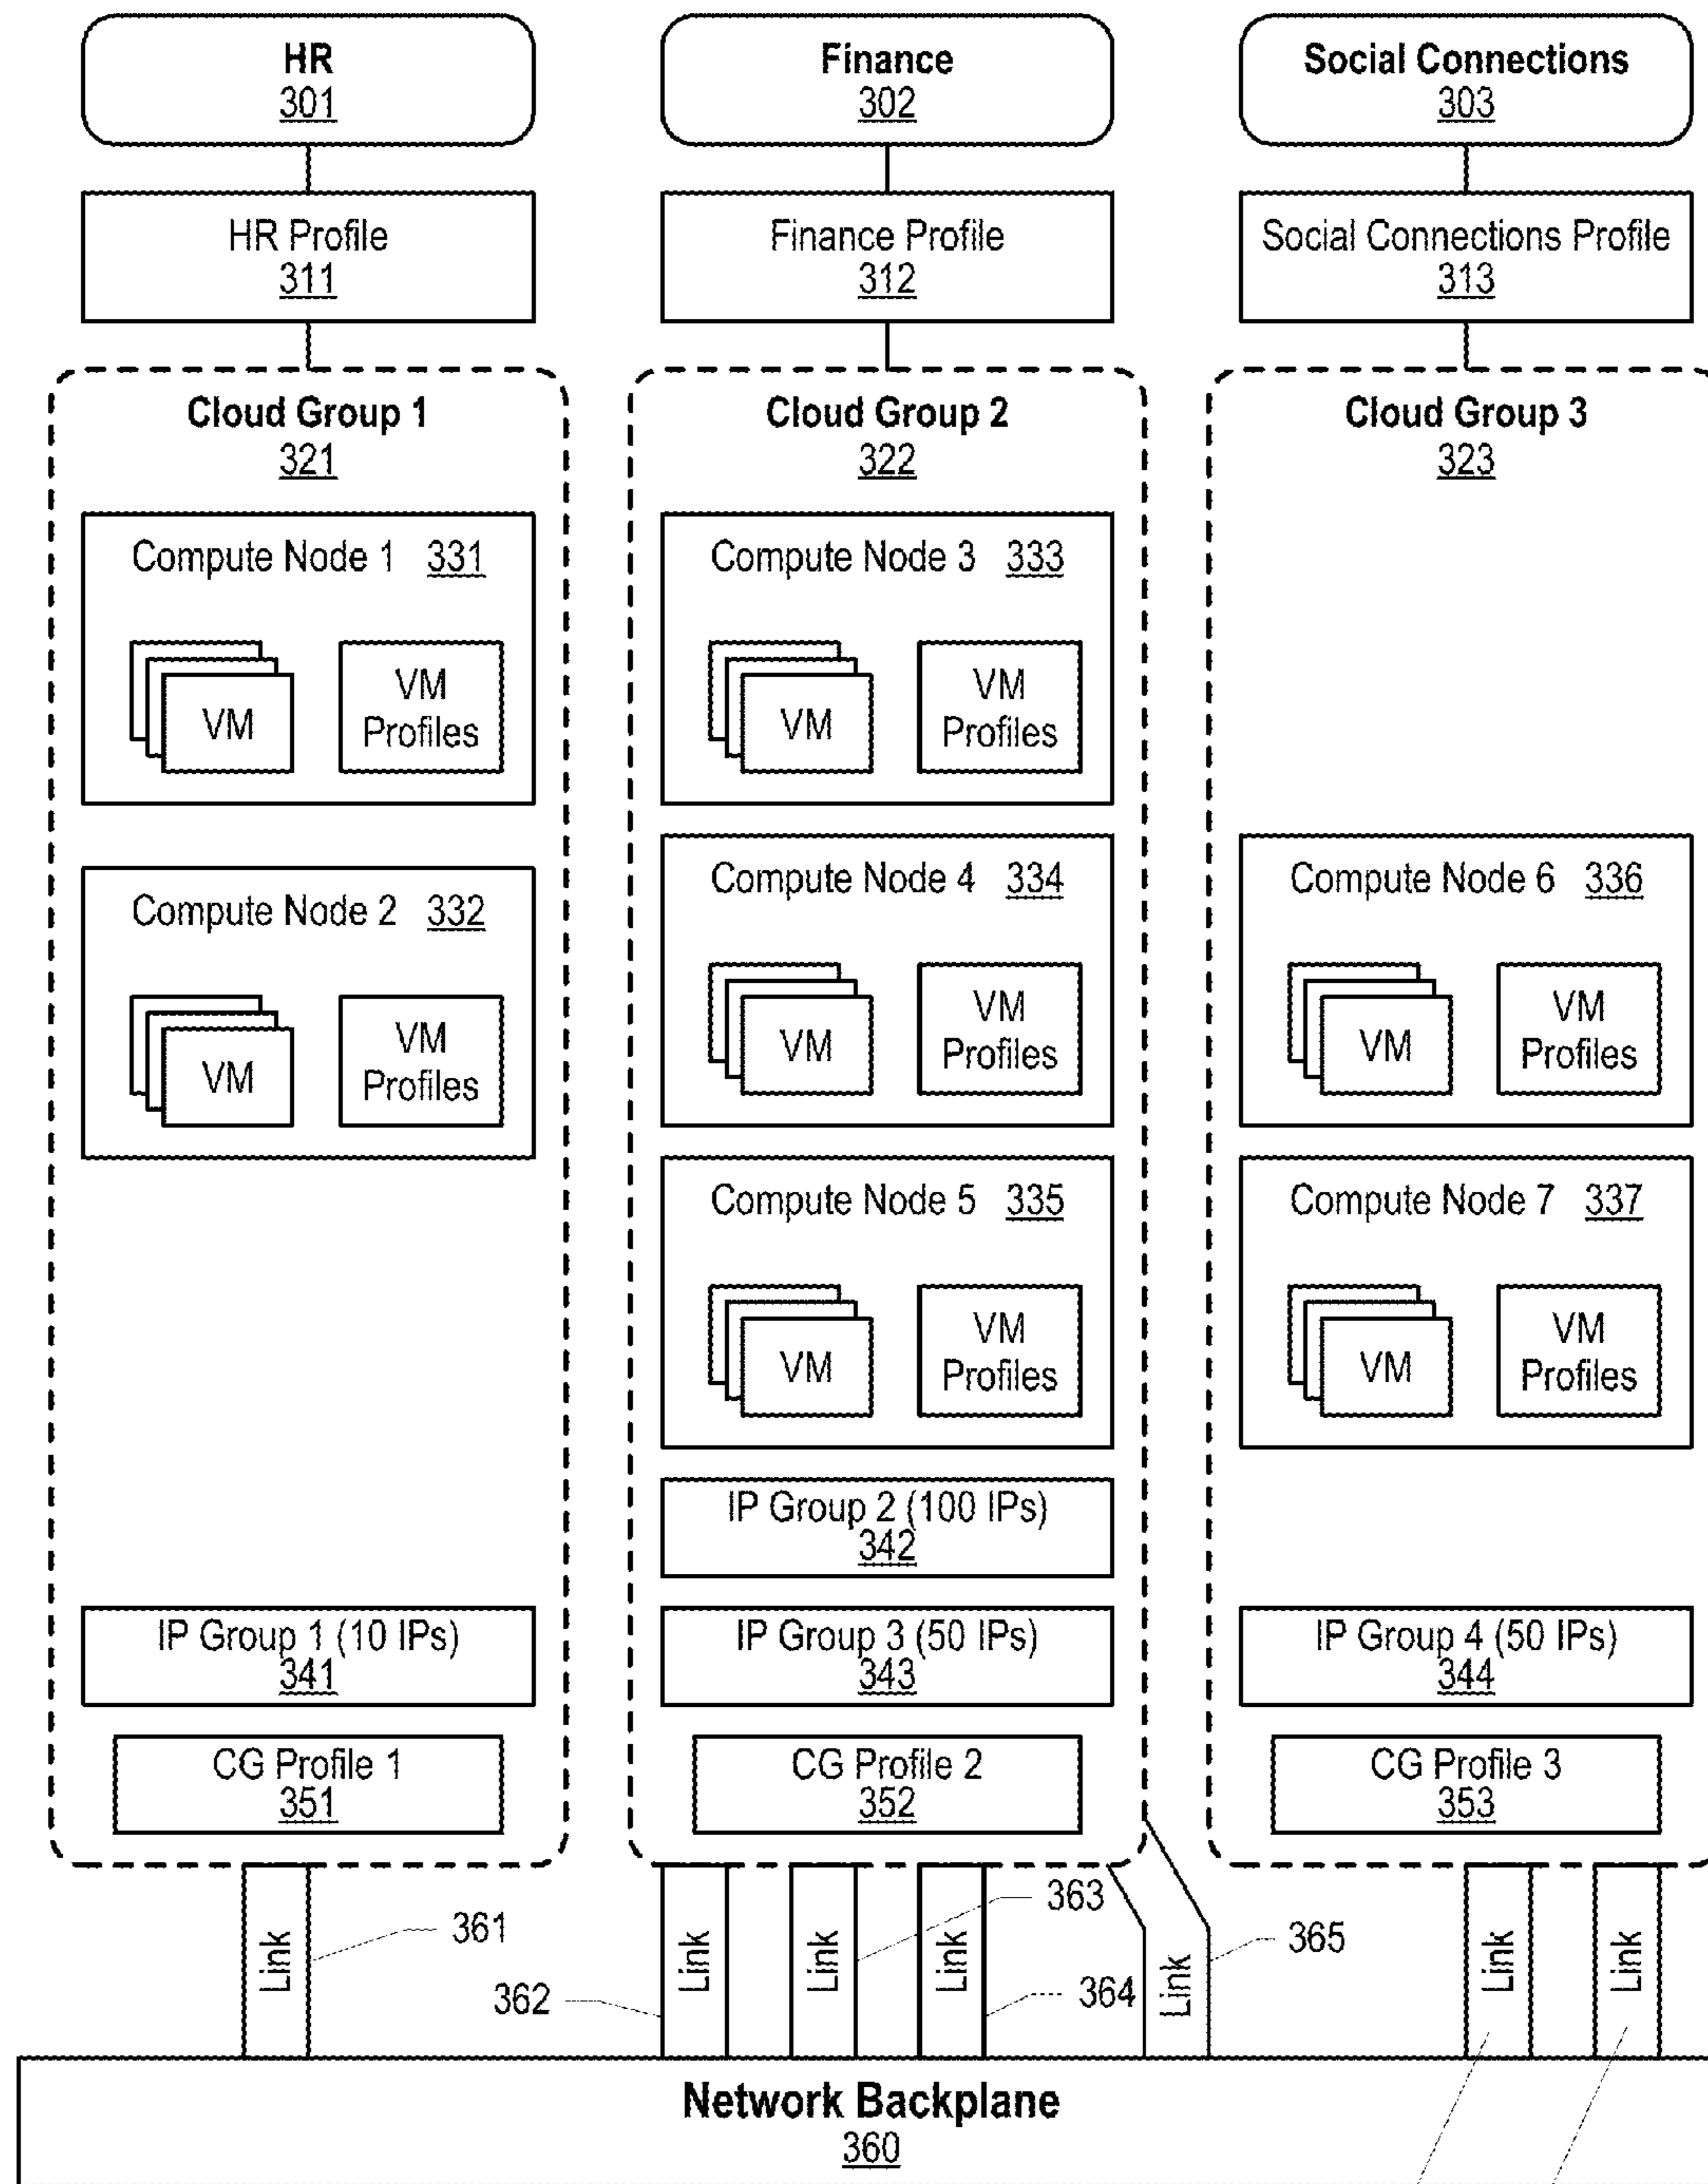 HR
301
Finance
302
Social Connections
303
HR Profile
311
Finance Profile
312
Social Connections Profile
313
Cloud Group 1
321
Compute Node 1 331
VM
VM
Profiles
Compute Node 2 332
VM
VM
Profiles
IP Group 1 (10 IPs)
341
CG Profile 1
351
Cloud Group 2
322
Compute Node 3 333
VM
VM
Profiles
Compute Node 4 334
VM
VM
Profiles
Compute Node 5 335
VM
VM
Profiles
IP Group 2 (100 IPs)
342
IP Group 3 (50 IPs)
343
CG Profile 2
352
Cloud Group 3
323
Compute Node 6 336
VM
VM
Profiles
Compute Node 7 337
VM
VM
Profiles
IP Group 4 (50 IPs)
344
CG Profile 3
353
Link
361
362
Link
Link
363
Link
364
Link
365
Link
Link
Network Backplane
360